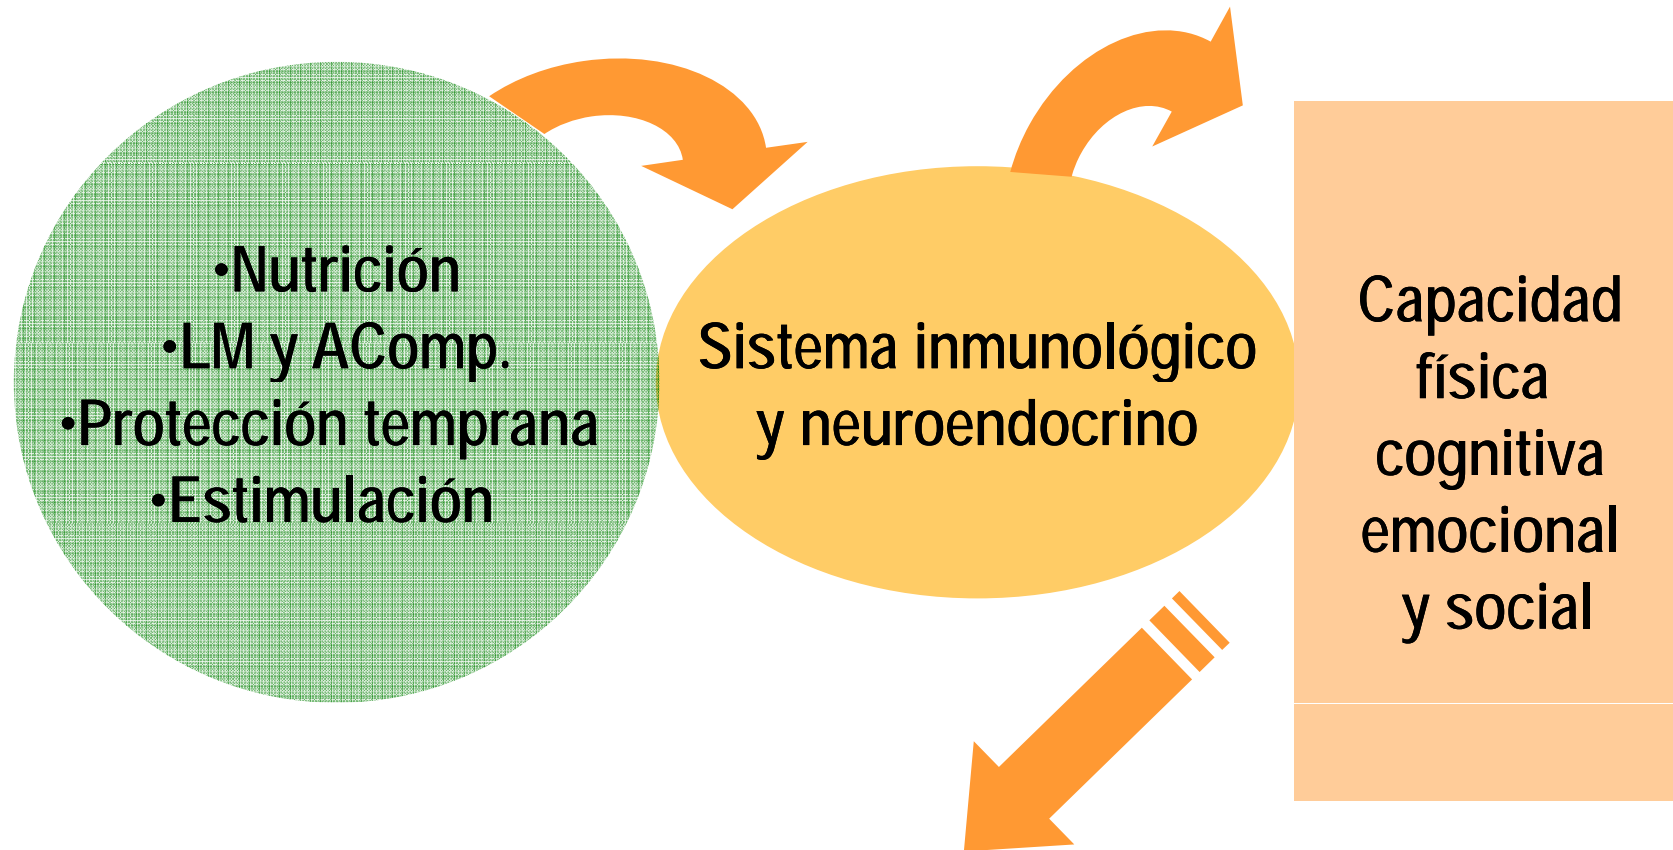 •Nutrición
•LM y AComp.
•Protección temprana
•Estimulación
Sistema inmunológico
y neuroendocrino
Capacidad
física
cognitiva
emocional
y social